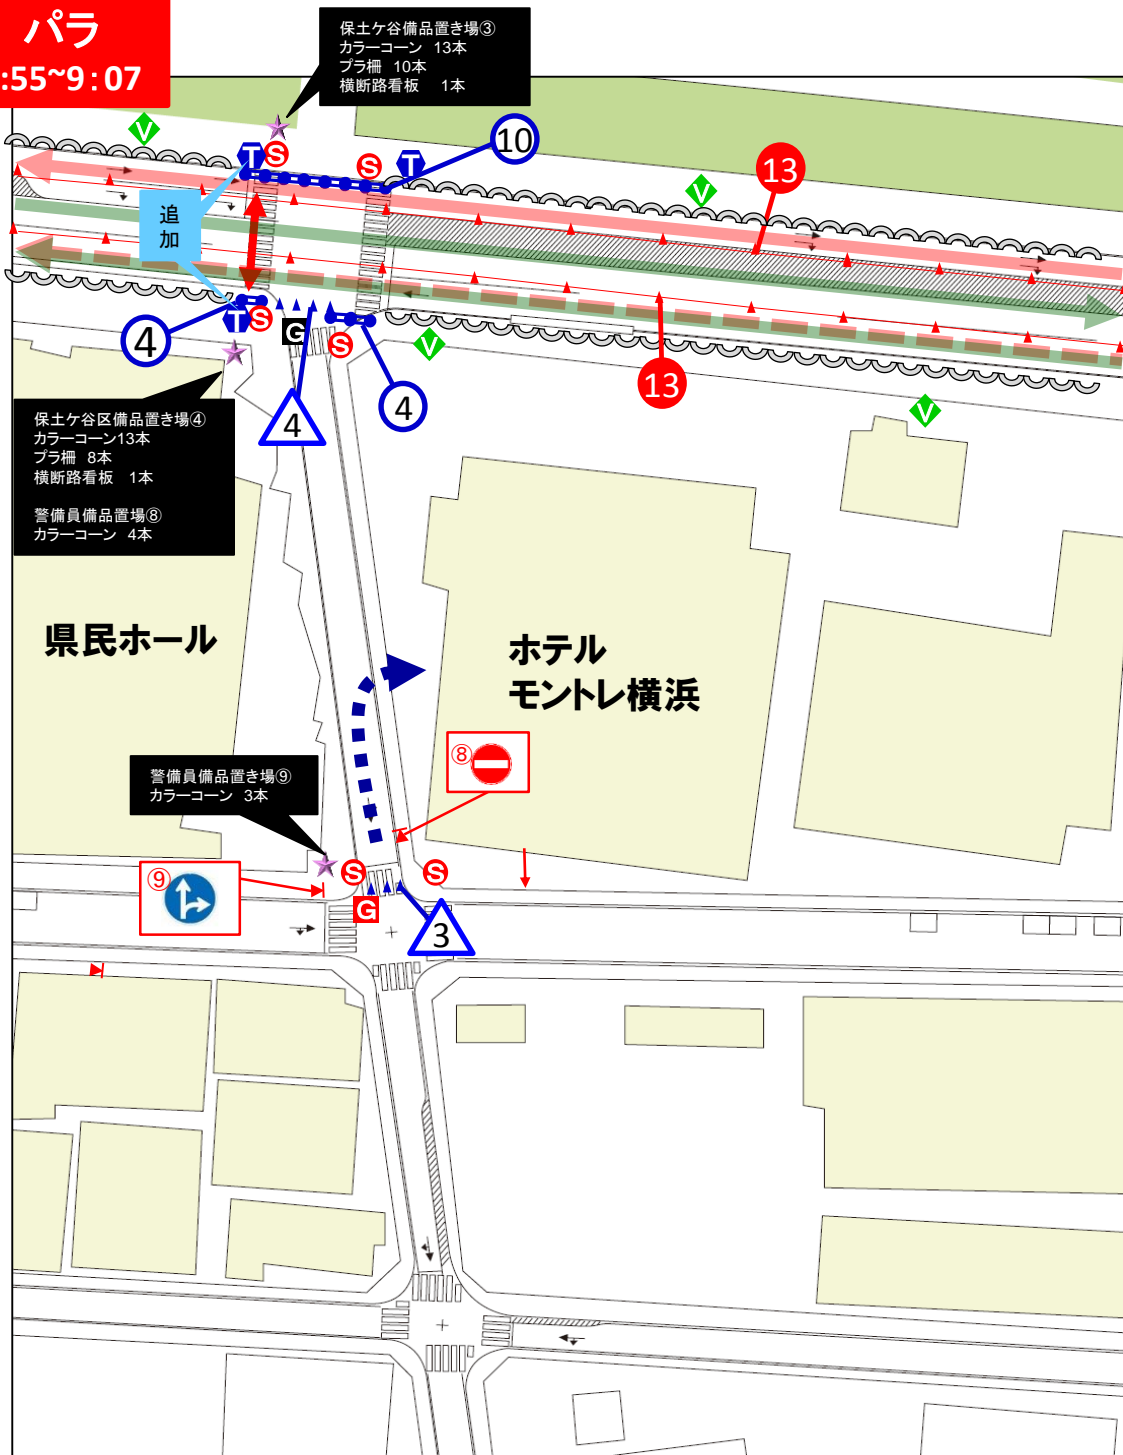 パラ
:55~9:07
保土ケ谷備品置き場③
カラーコーン 13本
プラ柵 10本
横断路看板 1本
V
T
S
S
T
10
V
13
追加
4
T
S
G
S
V
4
4
13
V
保土ケ谷区備品置き場④
カラーコーン13本
プラ柵 8本
横断路看板 1本
警備員備品置場⑧
カラーコーン 4本
県民ホール
ホテル
モントレ横浜
⑧
警備員備品置き場⑨
カラーコーン 3本
⑨
S
S
G
3